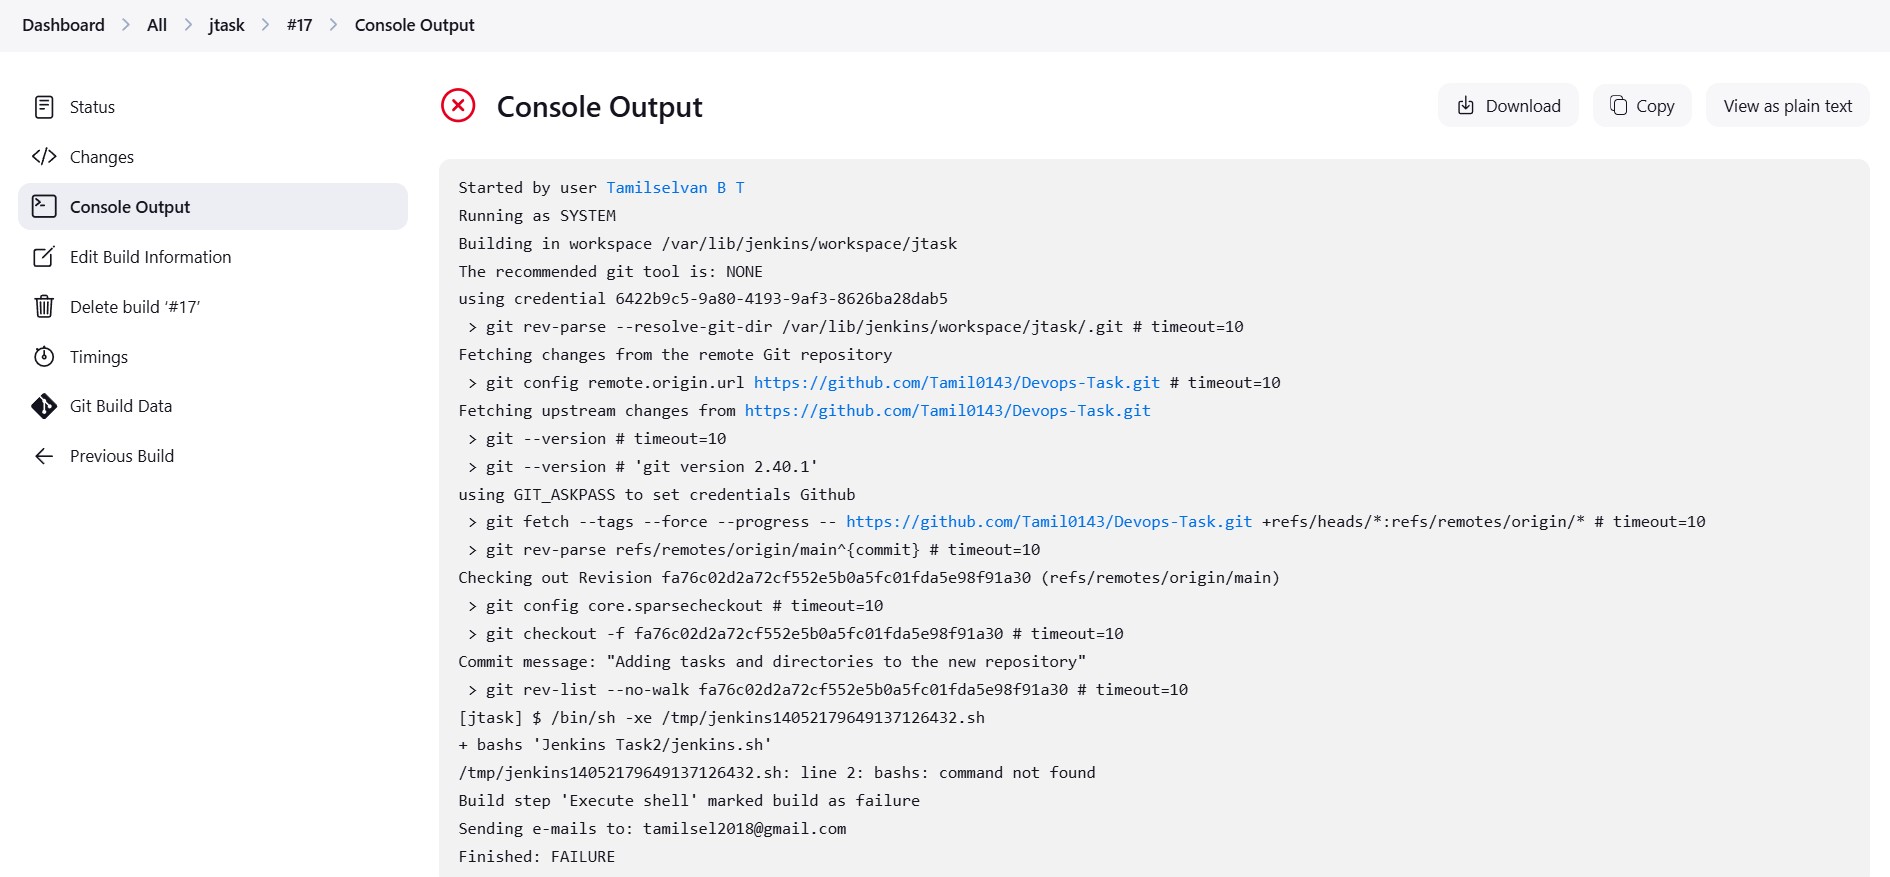 Dashboard > All > jtask > #17 > Console Output
Status
Changes
Console Output
Edit Build Information
Delete build ‘#17’
Timings
Git Build Data
Previous Build
Console Output
Download
Copy
View as plain text
Started by user Tamilselvan B T
Running as SYSTEM
Building in workspace /var/lib/jenkins/workspace/jtask
The recommended git tool is: NONE
using credential 6422b9c5-9a80-4193-9af3-8626ba28dab5
 > git rev-parse --resolve-git-dir /var/lib/jenkins/workspace/jtask/.git # timeout=10
Fetching changes from the remote Git repository
 > git config remote.origin.url https://github.com/Tamil0143/Devops-Task.git # timeout=10
Fetching upstream changes from https://github.com/Tamil0143/Devops-Task.git
 > git --version # timeout=10
 > git --version # 'git version 2.40.1'
using GIT_ASKPASS to set credentials Github
 > git fetch --tags --force --progress -- https://github.com/Tamil0143/Devops-Task.git +refs/heads/*:refs/remotes/origin/* # timeout=10
 > git rev-parse refs/remotes/origin/main^{commit} # timeout=10
Checking out Revision fa76c02d2a72cf552e5b0a5fc01fda5e98f91a30 (refs/remotes/origin/main)
 > git config core.sparsecheckout # timeout=10
 > git checkout -f fa76c02d2a72cf552e5b0a5fc01fda5e98f91a30 # timeout=10
Commit message: "Adding tasks and directories to the new repository"
 > git rev-list --no-walk fa76c02d2a72cf552e5b0a5fc01fda5e98f91a30 # timeout=10
[jtask] $ /bin/sh -xe /tmp/jenkins14052179649137126432.sh
+ bashs 'Jenkins Task2/jenkins.sh'
/tmp/jenkins14052179649137126432.sh: line 2: bashs: command not found
Build step 'Execute shell' marked build as failure
Sending e-mails to: tamilsel2018@gmail.com
Finished: FAILURE